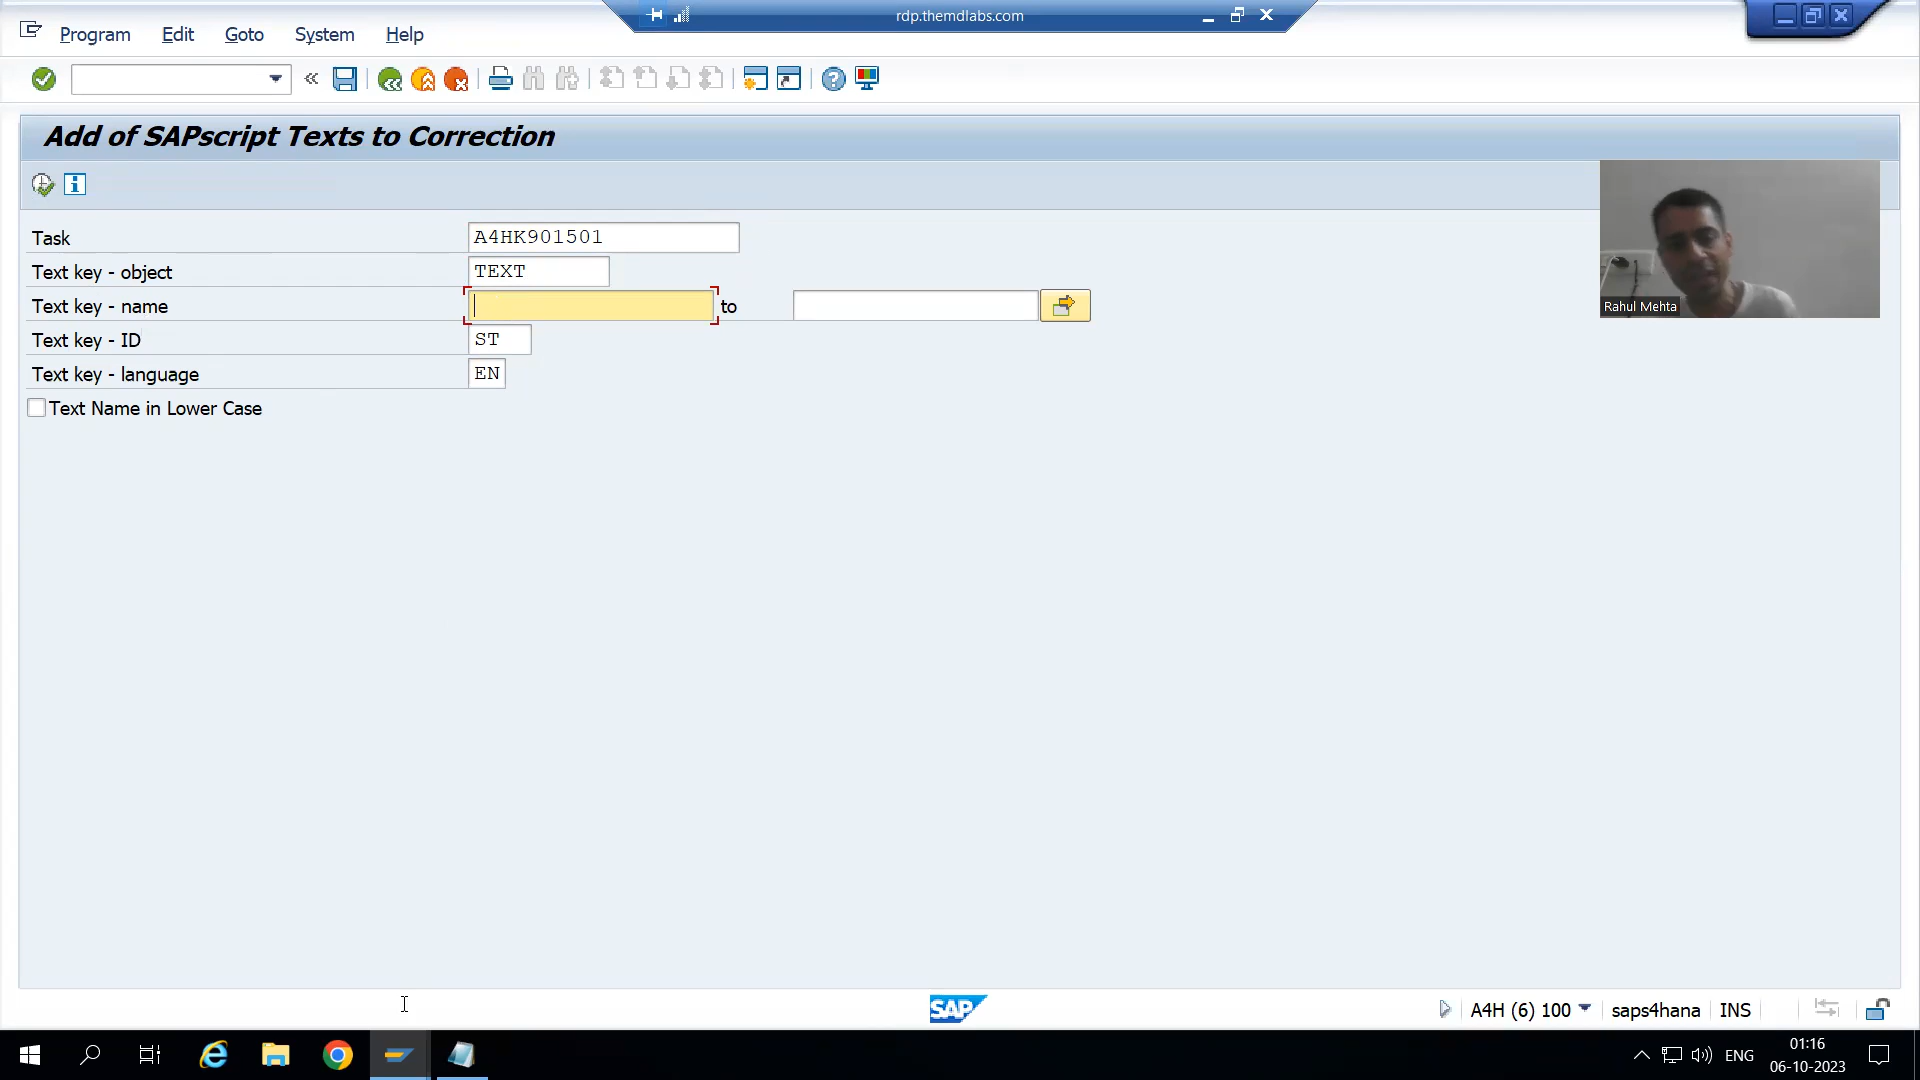 rdp.themdlabs.com
Program Edit Goto System Help
Add of SAPscript Texts to Correction
Task A4HK901501
Text key - object TEXT
Text key - name to
Text key - ID ST
Text key - language EN
Text Name in Lower Case
Rahul Mehta
SAP A4H (6) 100 saps4hana INS
ENG 01:16
06-10-2023